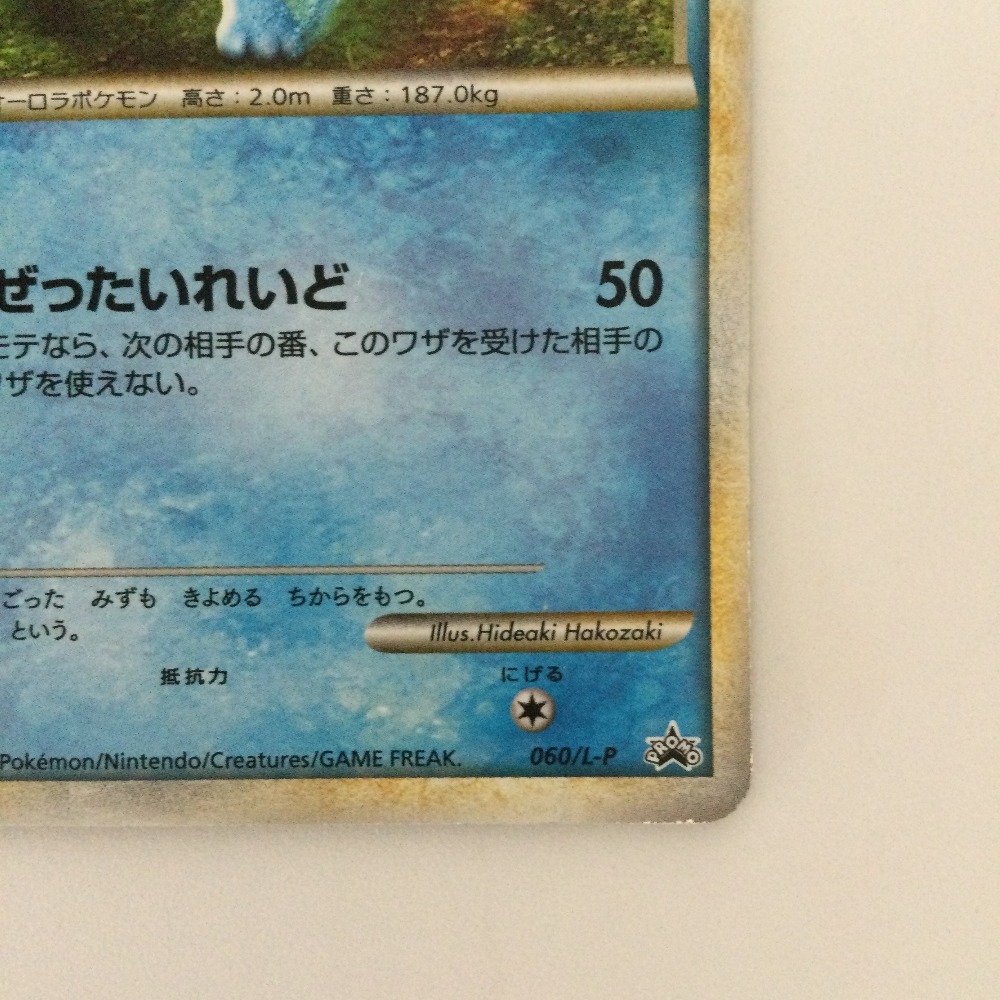 オーロラポケモン 高さ：2.0m 重さ：187.0kg
ぜったいれいど 50
モテなら、次の相手の番、このワザを受けた相手の
ワザを使えない。
ごった みずも きよめる ちからをもつ。
という。
Illus.Hideaki Hakozaki
抵抗力 にげる
Pokémon/Nintendo/Creatures/GAME FREAK. 060/L-P PROMO